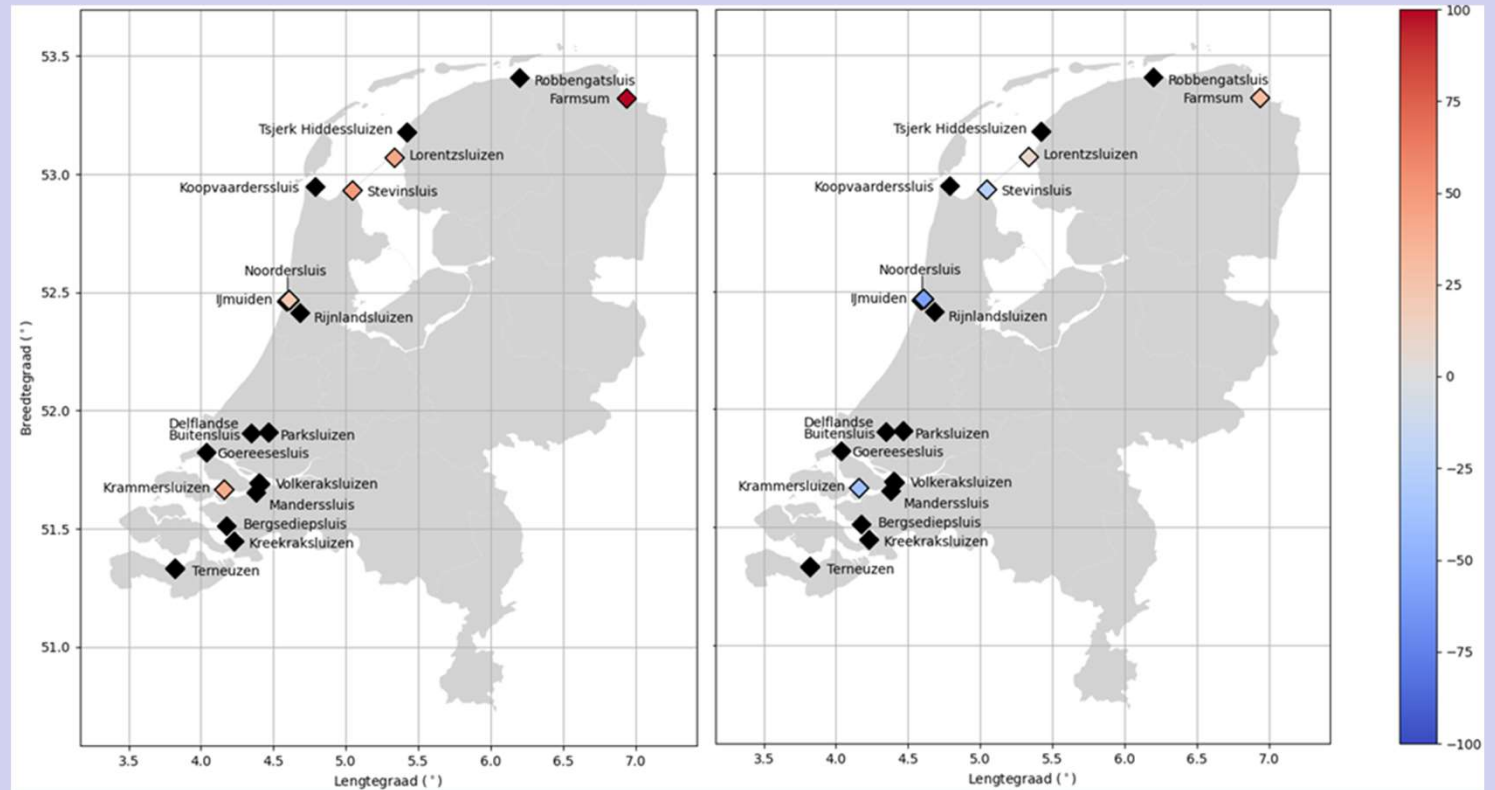 53.5
53.0
52.5
52.0
51.5
51.0
Breedtegraad (°)
Robbengatsluis
Farmsum
Tsjerk Hiddessluizen
Lorentzsluizen
Koopvaarderssluis
Stevinsluis
Noordersluis
IJmuiden
Rijnlandsluizen
Delflandse
Buitensluis
Parksluizen
Goereesesluis
Krammersluizen
Volkeraksluizen
Manderssluis
Bergsediepsluis
Kreekraksluizen
Terneuzen
3.5 4.0 4.5 5.0 5.5 6.0 6.5 7.0
Lengtegraad (°)
Robbengatsluis
Farmsum
Tsjerk Hiddessluizen
Lorentzsluizen
Koopvaarderssluis
Stevinsluis
Noordersluis
IJmuiden
Rijnlandsluizen
Delflandse
Buitensluis
Parksluizen
Goereesesluis
Krammersluizen
Volkeraksluizen
Manderssluis
Bergsediepsluis
Kreekraksluizen
Terneuzen
3.5 4.0 4.5 5.0 5.5 6.0 6.5 7.0
Lengtegraad (°)
100
75
50
25
0
−25
−50
−75
−100